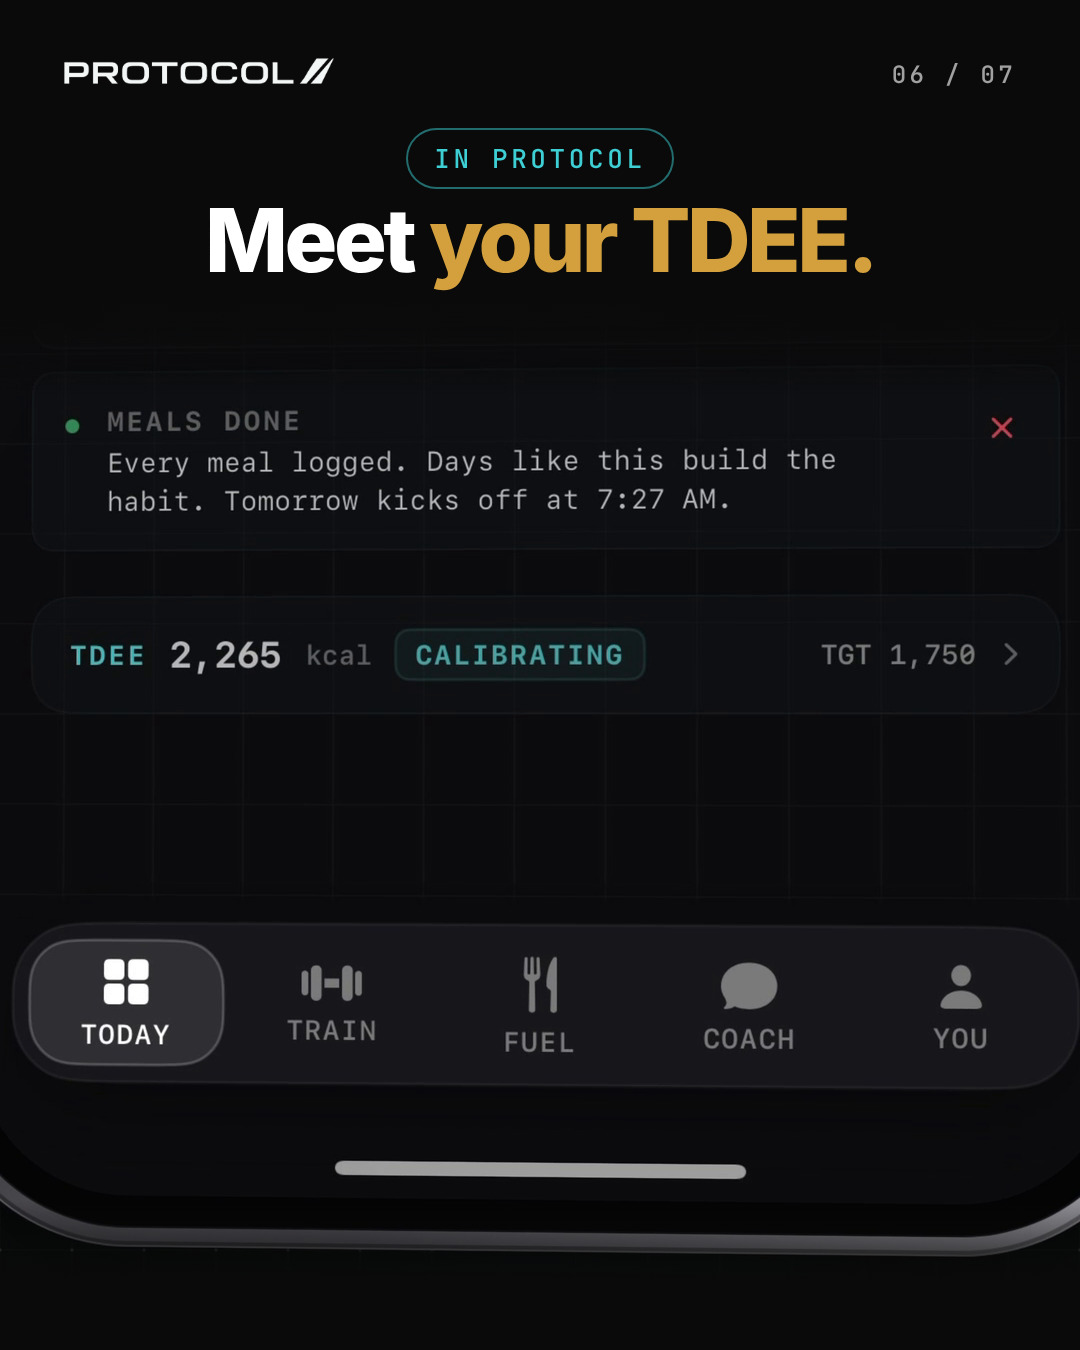 PROTOCOL
06 / 07
IN PROTOCOL
Meet your TDEE.
MEALS DONE
Every meal logged. Days like this build the
habit. Tomorrow kicks off at 7:27 AM.
TDEE 2,265 kcal CALIBRATING TGT 1,750
TODAY TRAIN FUEL COACH YOU